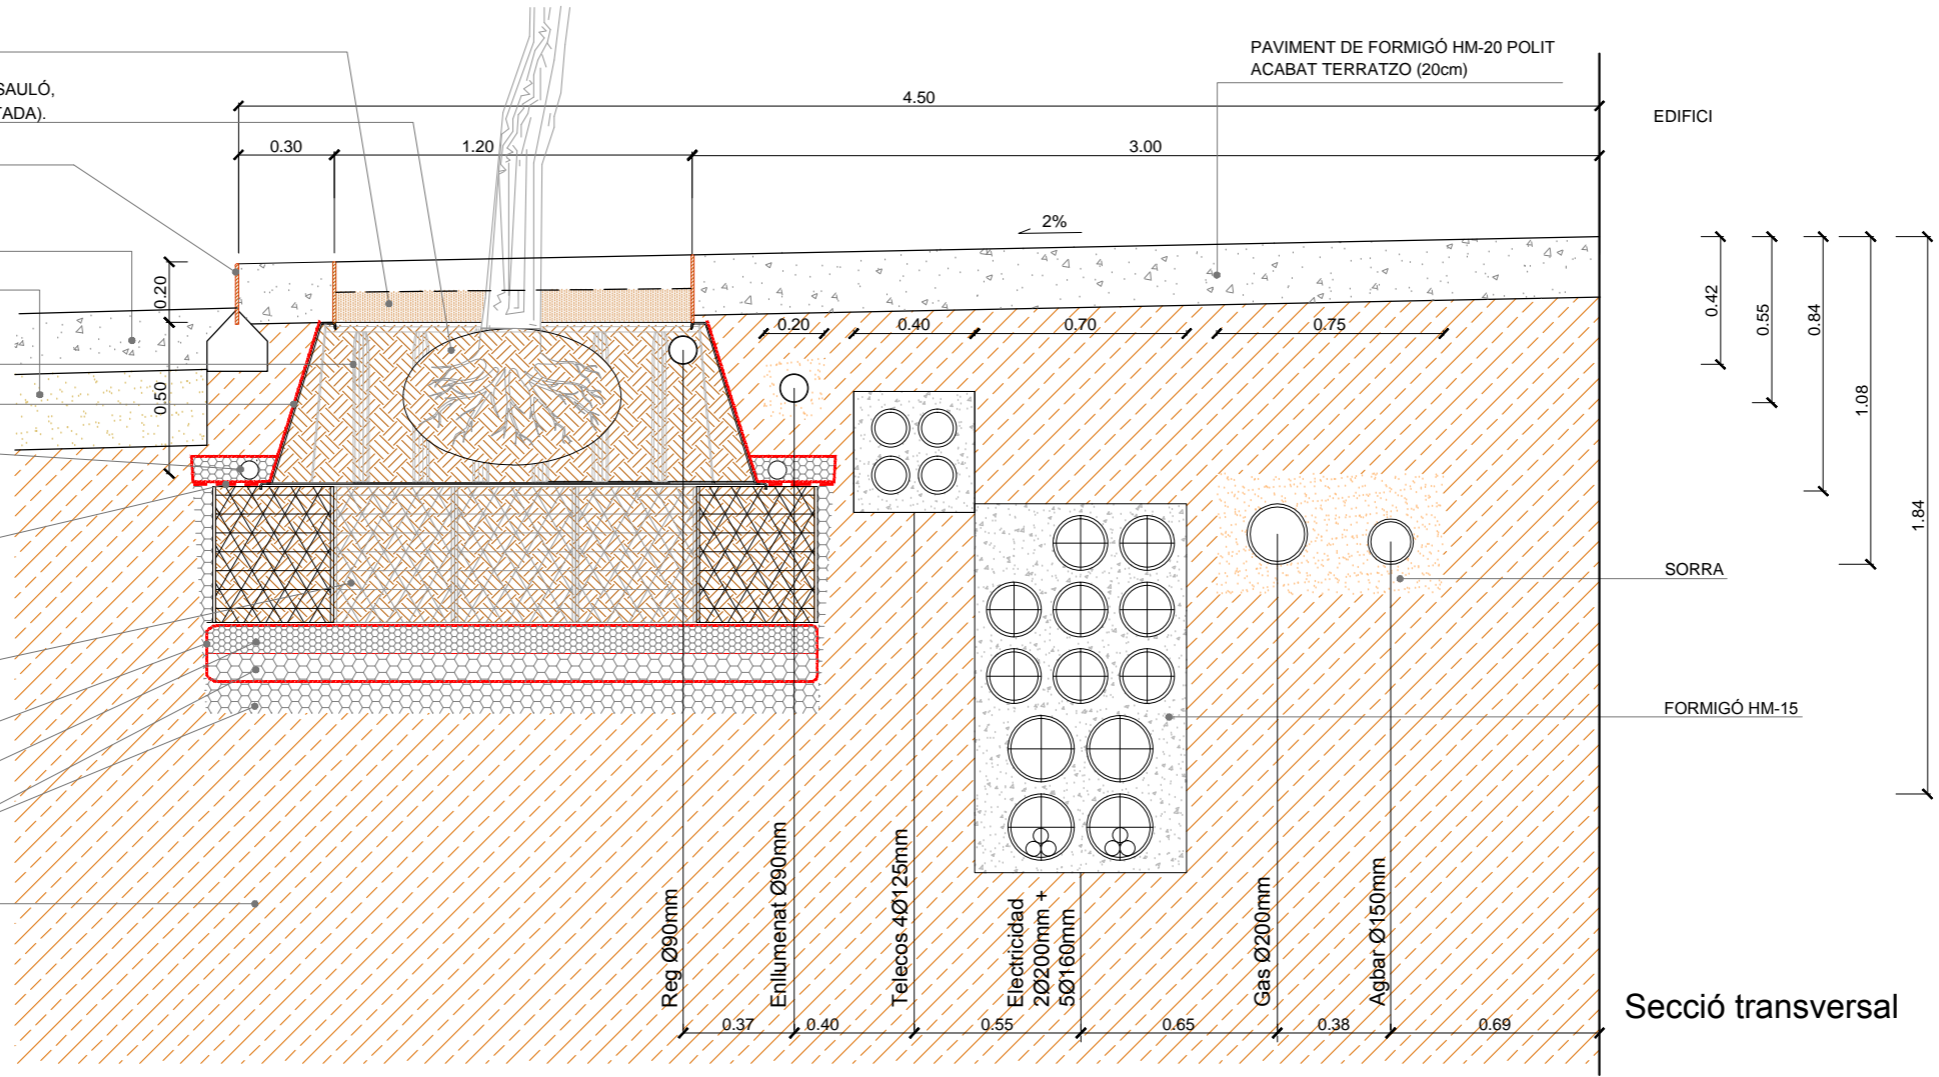 PAVIMENT DE FORMIGÓ HM-20 POLIT
ACABAT TERRATZO (20cm)
SAULÓ,
TADA).
4.50
EDIFICI
0.30
1.20
3.00
2%
0.20
0.50
0.20
0.40
0.70
0.75
0.42
0.55
0.84
1.08
1.84
SORRA
FORMIGÓ HM-15
Reg Ø90mm
Enllumenat Ø90mm
Telecos 4Ø125mm
Electricidad
2Ø200mm +
5Ø160mm
Gas Ø200mm
Agbar Ø150mm
0.37
0.40
0.55
0.65
0.38
0.69
Secció transversal